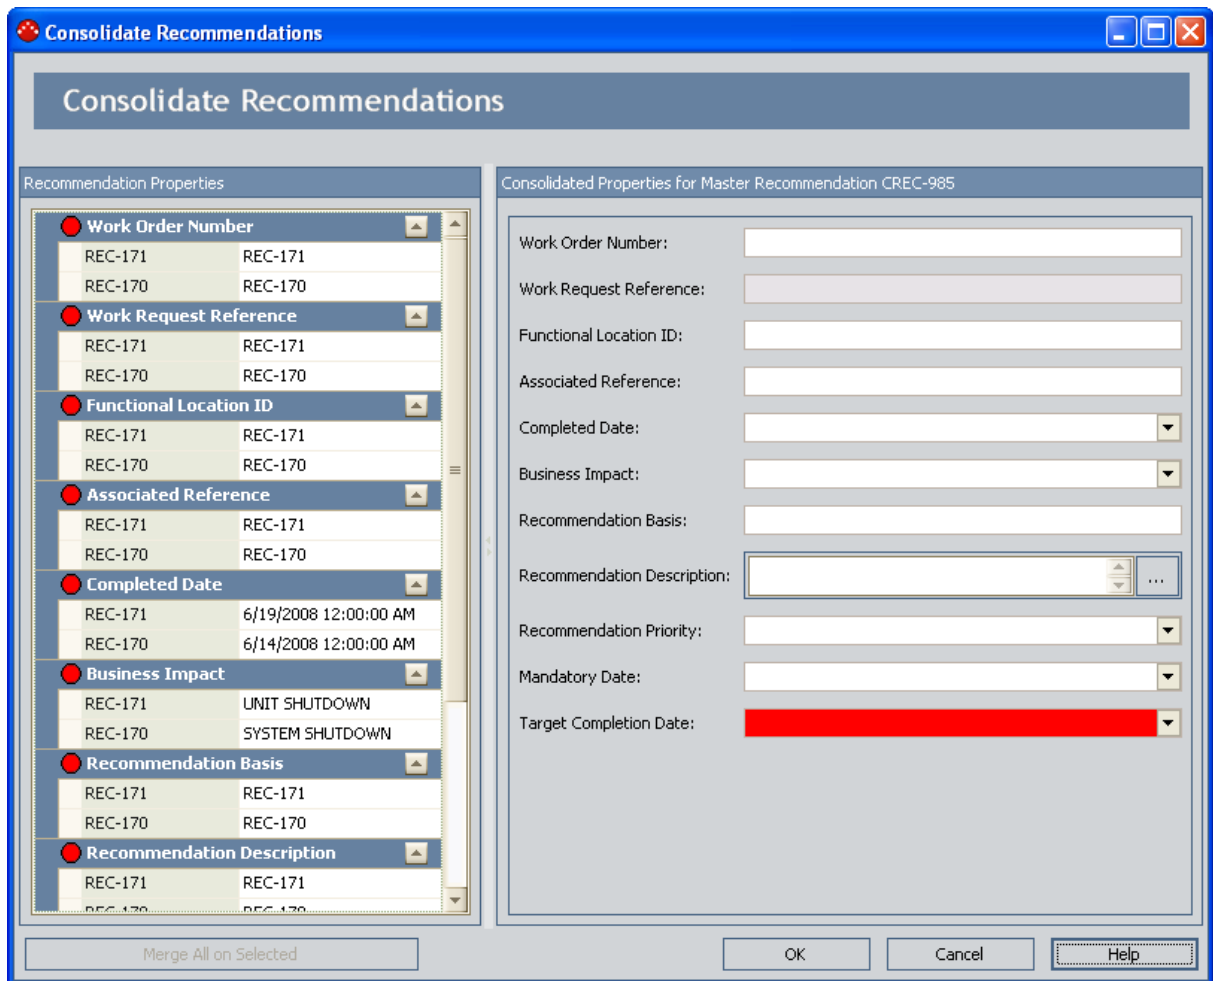 Consolidate Recommendations
Consolidate Recommendations
Recommendation Properties
Work Order Number
REC-171 REC-171
REC-170 REC-170
Work Request Reference
REC-171 REC-171
REC-170 REC-170
Functional Location ID
REC-171 REC-171
REC-170 REC-170
Associated Reference
REC-171 REC-171
REC-170 REC-170
Completed Date
REC-171 6/19/2008 12:00:00 AM
REC-170 6/14/2008 12:00:00 AM
Business Impact
REC-171 UNIT SHUTDOWN
REC-170 SYSTEM SHUTDOWN
Recommendation Basis
REC-171 REC-171
REC-170 REC-170
Recommendation Description
REC-171 REC-171
REC-170 REC-170
Consolidated Properties for Master Recommendation CREC-985
Work Order Number:
Work Request Reference:
Functional Location ID:
Associated Reference:
Completed Date:
Business Impact:
Recommendation Basis:
Recommendation Description: ...
Recommendation Priority:
Mandatory Date:
Target Completion Date:
Merge All on Selected OK Cancel Help